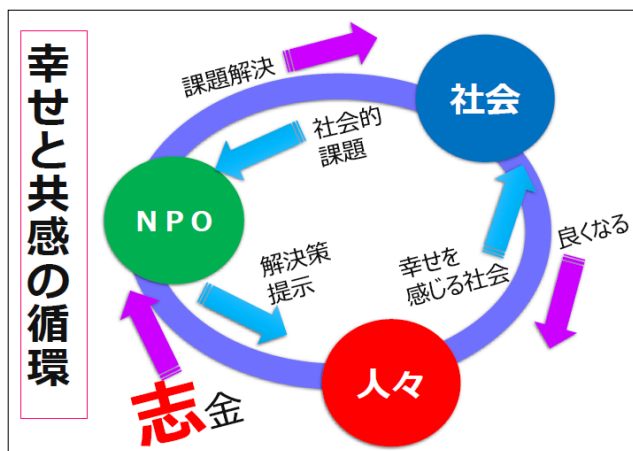 幸せと共感の循環
課題解決
社会
社会的
課題
NPO
解決策
提示
幸せを
感じる社会
良くなる
人々
志金